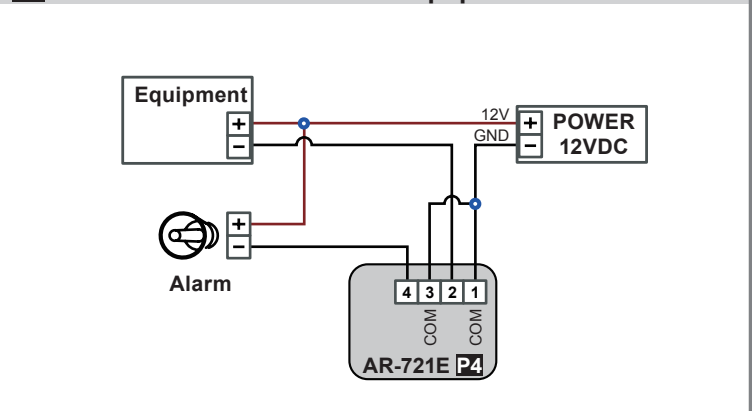 Equipment
+
−
12V
GND
+
−
POWER
12VDC
+
−
Alarm
4 3 2 1
COM COM
AR-721E P4